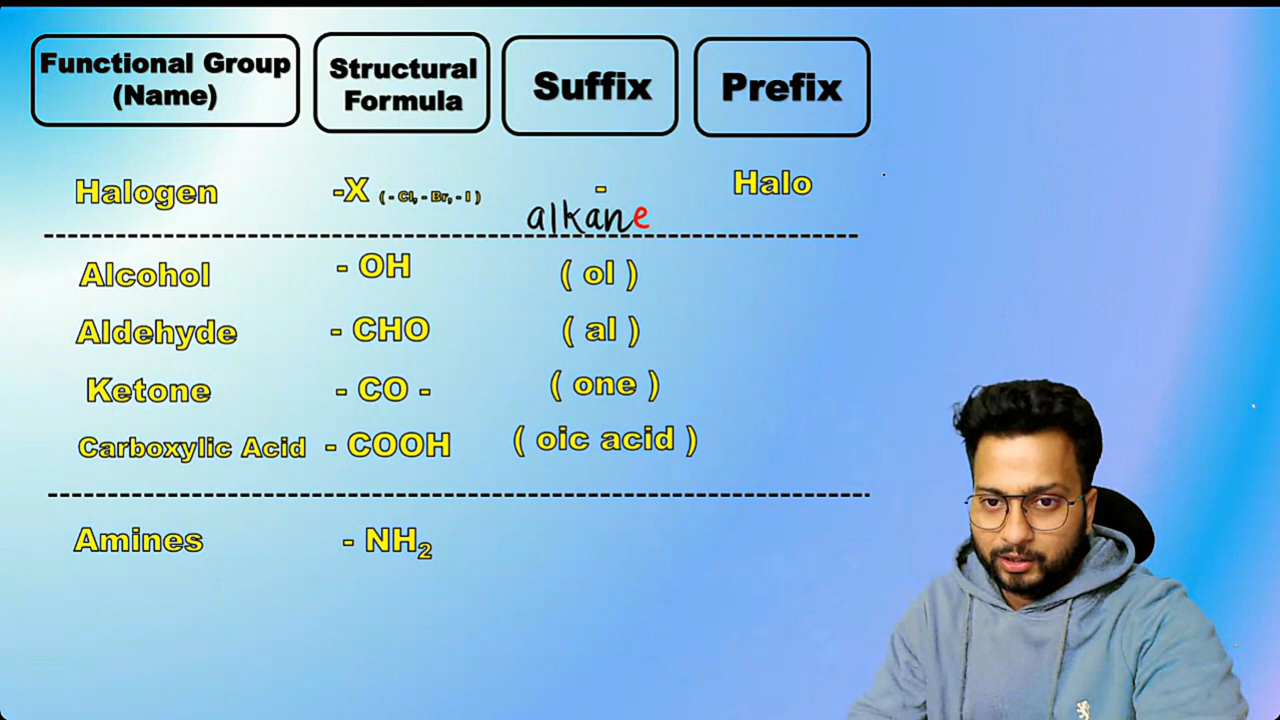 Functional Group
(Name)
Structural
Formula
Suffix
Prefix
Halogen
-X (- Cl, - Br, - I)
-
Halo
alkane
Alcohol
- OH
( ol )
Aldehyde
- CHO
( al )
Ketone
- CO -
( one )
Carboxylic Acid
- COOH
( oic acid )
Amines
- NH₂